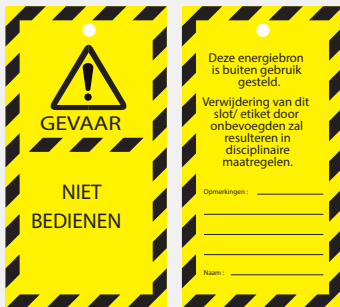 GEVAAR
NIET
BEDIENEN
Deze energiebron
is buiten gebruik
gesteld.
Verwijdering van dit
slot/ etiket door
onbevoegden zal
resulteren in
disciplinaire
maatregelen.
Opmerkingen :
Naam :